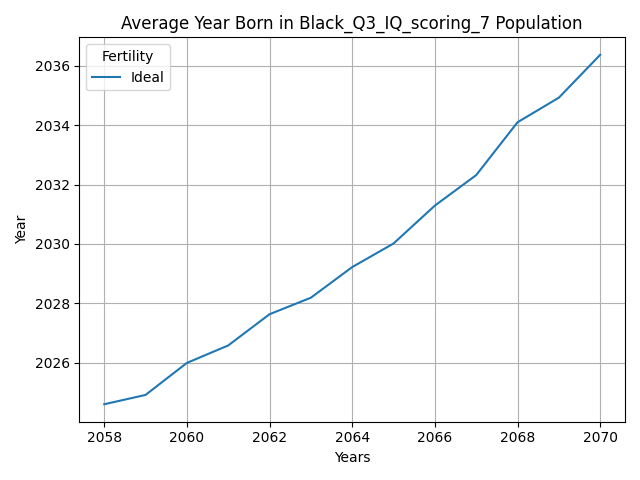 Average Year Born in Black_Q3_IQ_scoring_7 Population
Fertility
Ideal
2036
2034
2032
2030
2028
2026
Year
2058 2060 2062 2064 2066 2068 2070
Years